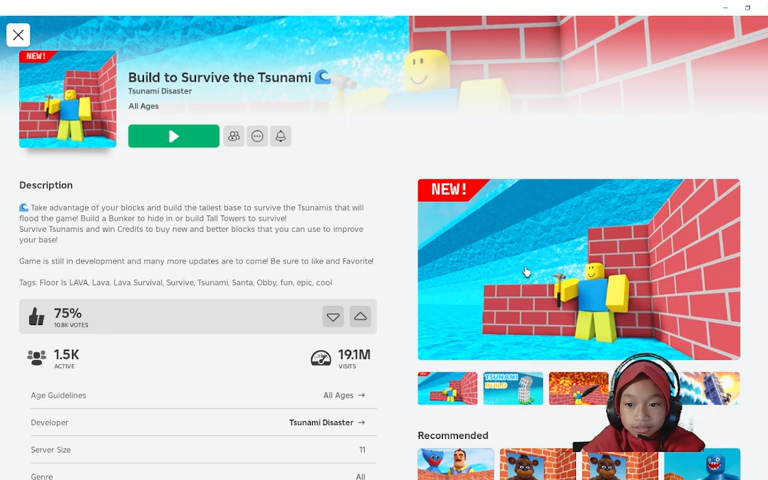 NEW!
Build to Survive the Tsunami 🌊
Tsunami Disaster
All Ages
Description
🌊 Take advantage of your blocks and build the tallest base to survive the Tsunamis that will
flood the game! Build a Bunker to hide in or build Tall Towers to survive!
Survive Tsunamis and win Credits to buy new and better blocks that you can use to improve
your base!
Game is still in development and many more updates are to come! Be sure to like and Favorite!
Tags: Floor Is LAVA, Lava, Lava Survival, Survive, Tsunami, Santa, Obby, fun, epic, cool
75%
10.8K VOTES
1.5K
ACTIVE
19.1M
VISITS
Age Guidelines
All Ages →
Developer
Tsunami Disaster →
Server Size
11
Genre
All
NEW!
TSUNAMI
BUILD
Recommended